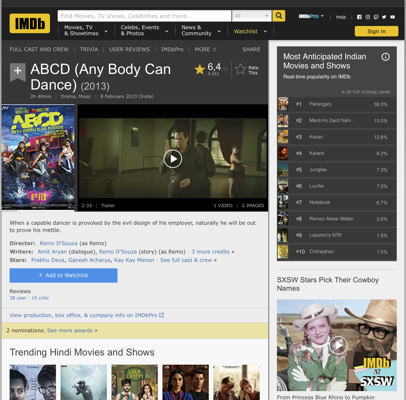 IMDb
Find Movies, TV shows, Celebrities and more...
All
Movies, TV
& Showtimes
Celebs, Events
& Photos
News &
Community
Watchlist
IMDbPro
Help
Sign in
FULL CAST AND CREW | TRIVIA | USER REVIEWS | IMDbPro | MORE
SHARE
ABCD (Any Body Can
Dance) (2013)
2h 40min | Drama, Music | 8 February 2013 (India)
6,4
Rate
This
ABCD
8 FEB
2:33 | Trailer
1 VIDEO | 2 IMAGES
When a capable dancer is provoked by the evil design of his employer, naturally he will be out
to prove his mettle.
Director: Remo D'Souza (as Remo)
Writers: Amit Aryan (dialogue), Remo D'Souza (story) (as Remo) | 3 more credits »
Stars: Prabhu Deva, Ganesh Acharya, Kay Kay Menon | See full cast & crew »
+ Add to Watchlist
Reviews
38 user | 15 critic
View production, box office, & company info on IMDbPro
2 nominations. See more awards »
Trending Hindi Movies and Shows
Most Anticipated Indian
Movies and Shows
Real-time popularity on IMDb
% OF TOP 10 PAGE VIEWS
#1 Paharganj 39.3%
#2 Mard Ko Dard Nahi... 13.0%
#3 Kesari 12.6%
#4 Kalank 8.2%
#5 Junglee 7.3%
#6 Lucifer 7.0%
#7 Notebook 6.7%
#8 Romeo Akbar Walter 2.6%
#9 Lakshmi's NTR 1.9%
#10 Chitralahari 1.5%
SXSW Stars Pick Their Cowboy
Names
IMDb
AT
SXSW
From Prince Blue Rhino to Pumpkin